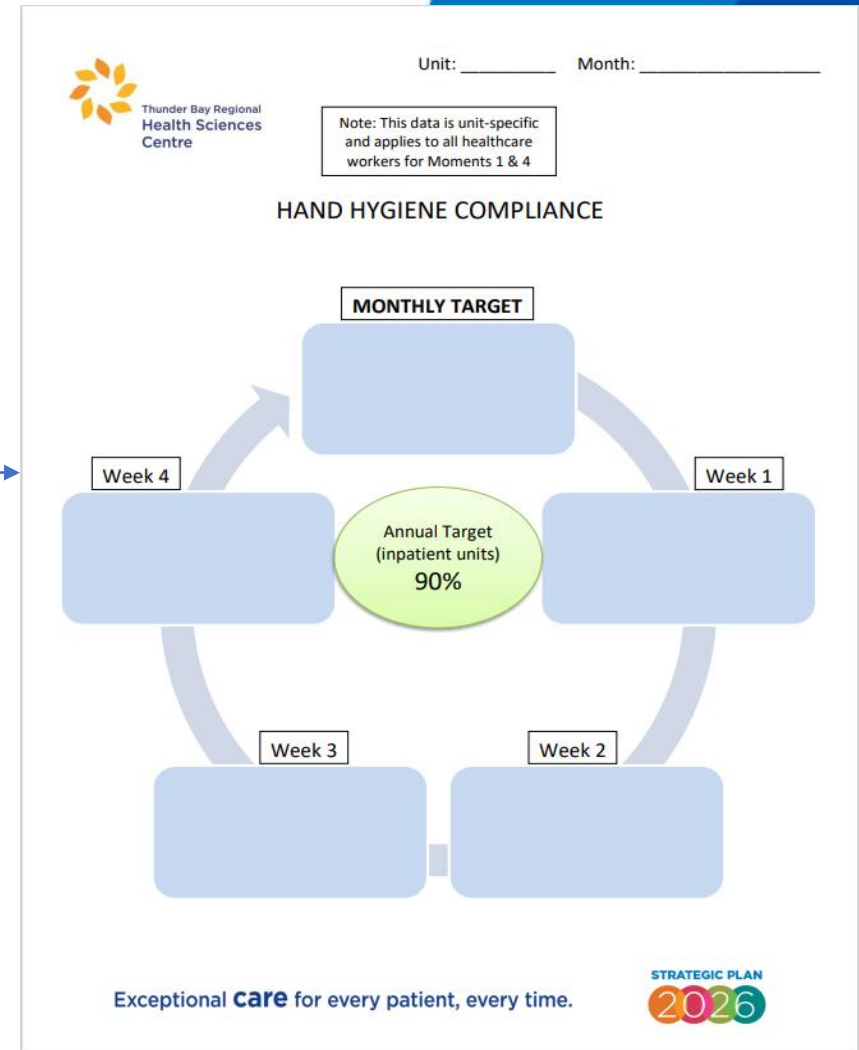 Unit: __________ Month: ___________________
Thunder Bay Regional
Health Sciences
Centre
Note: This data is unit-specific
and applies to all healthcare
workers for Moments 1 & 4
HAND HYGIENE COMPLIANCE
MONTHLY TARGET
Week 4
Week 1
Annual Target
(inpatient units)
90%
Week 3
Week 2
Exceptional care for every patient, every time.
STRATEGIC PLAN
2026